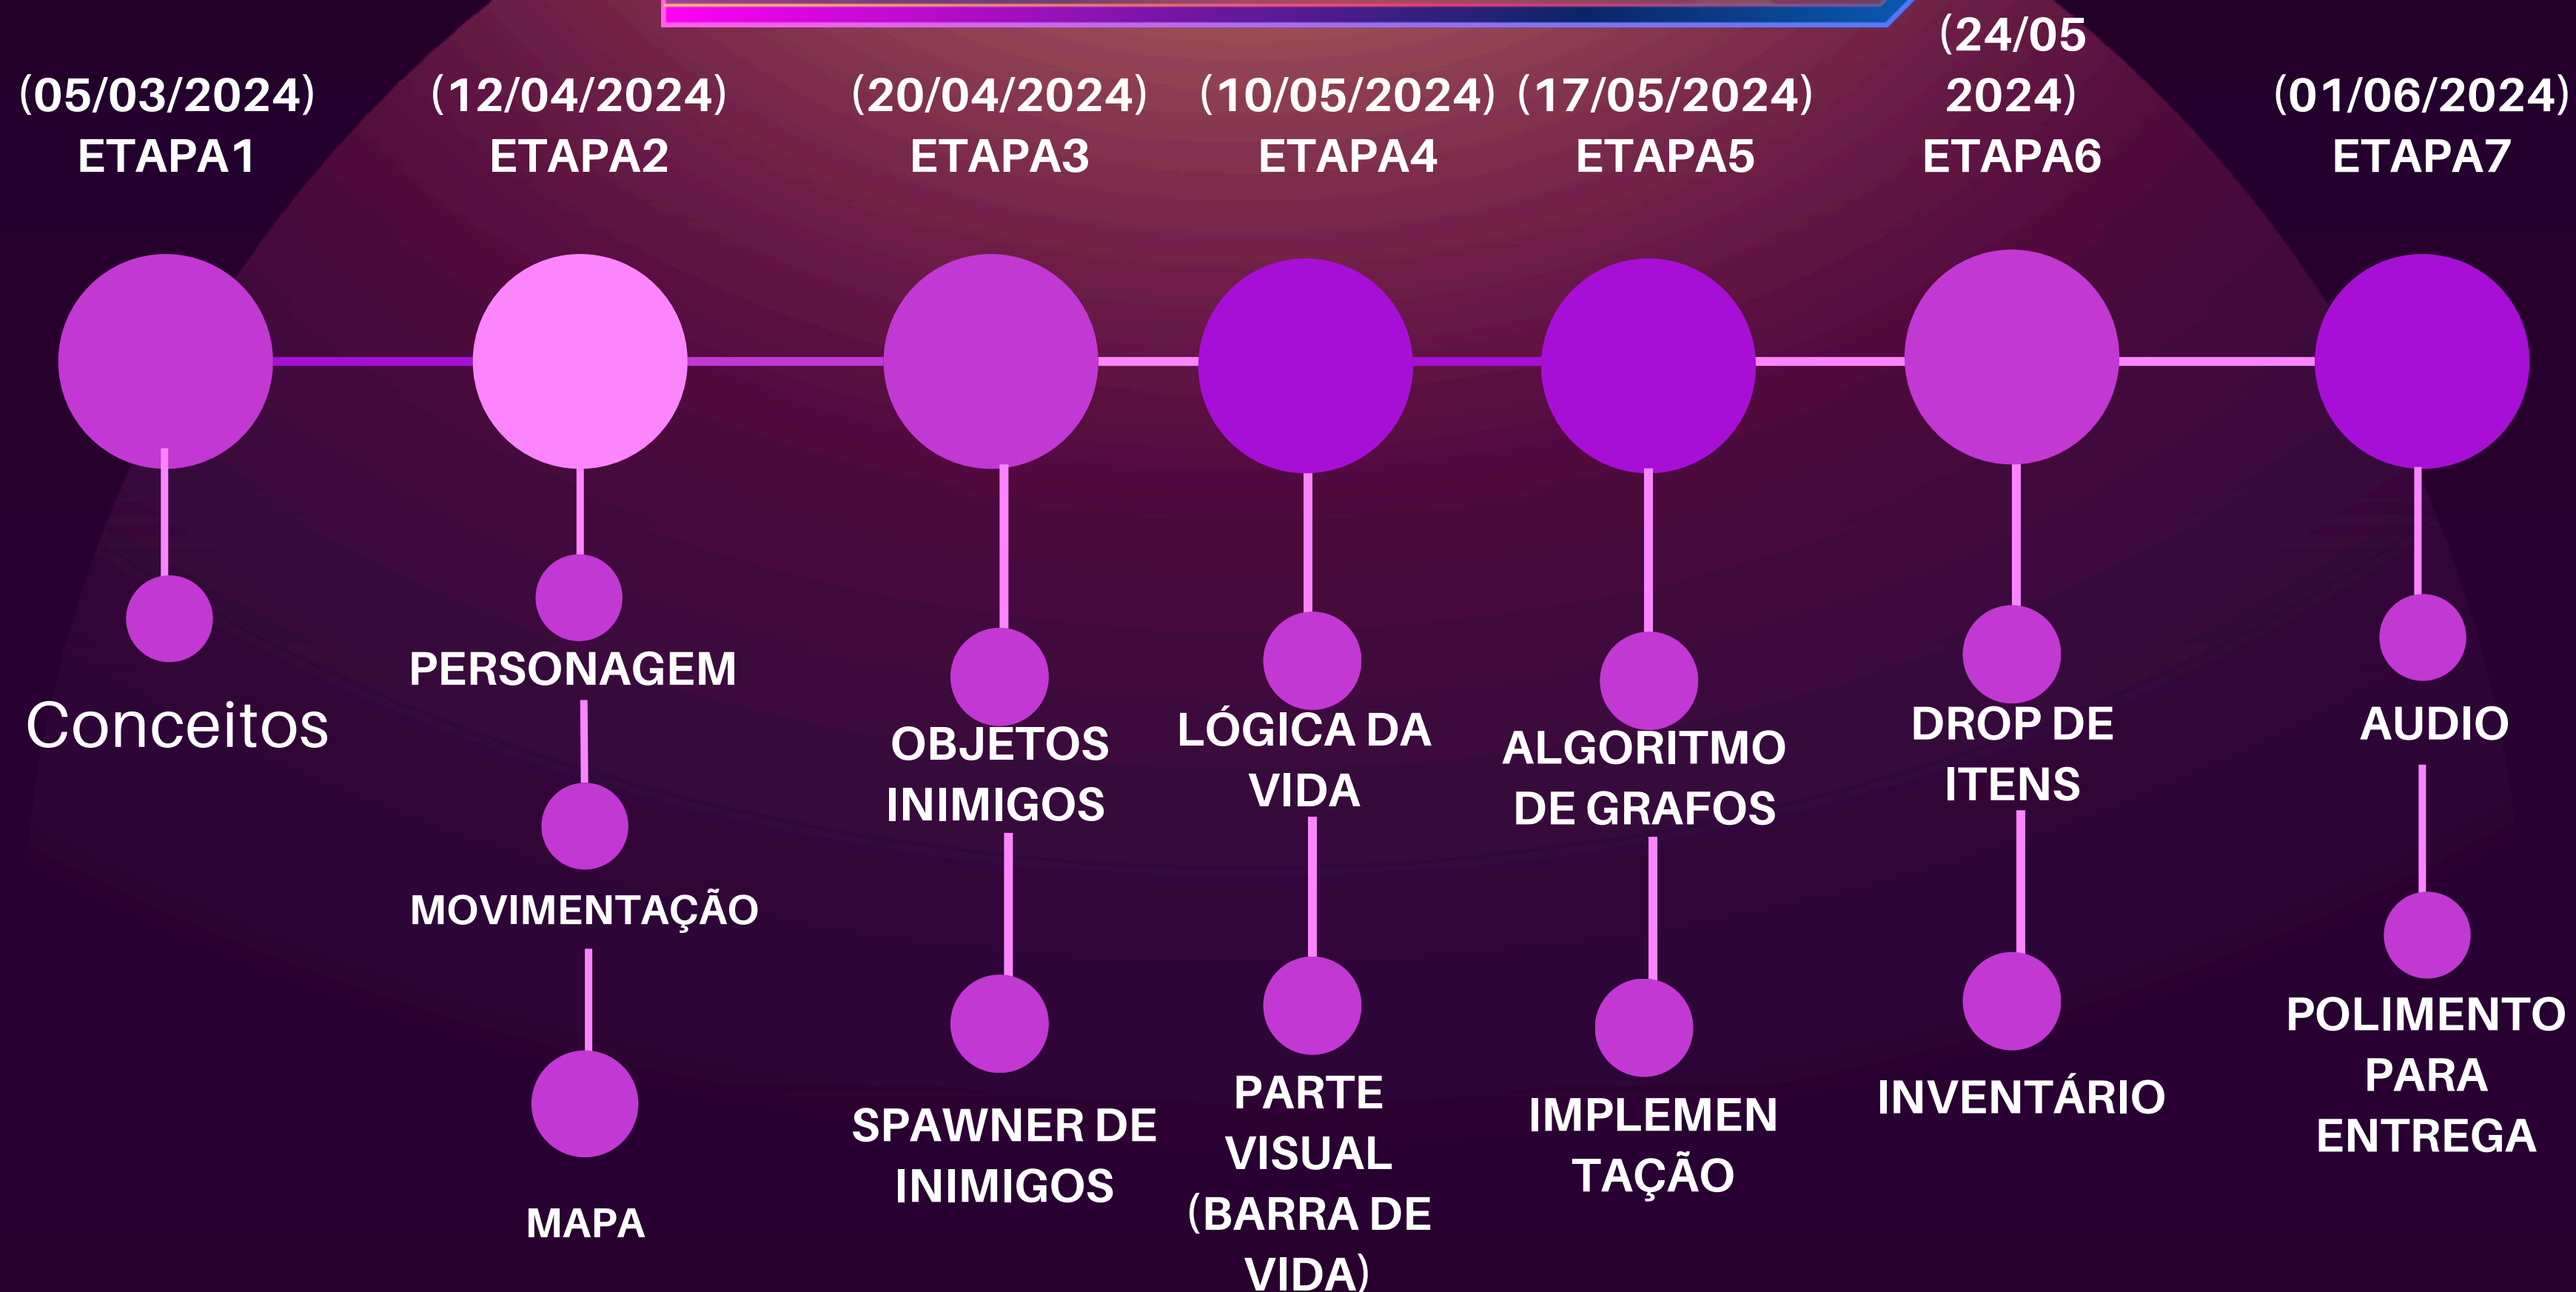 (05/03/2024)
ETAPA1
Conceitos
(12/04/2024)
ETAPA2
PERSONAGEM
MOVIMENTAÇÃO
MAPA
(20/04/2024)
ETAPA3
OBJETOS
INIMIGOS
SPAWNER DE
INIMIGOS
(10/05/2024)
ETAPA4
LÓGICA DA
VIDA
PARTE
VISUAL
(BARRA DE
VIDA)
(17/05/2024)
ETAPA5
ALGORITMO
DE GRAFOS
IMPLEMEN
TAÇÃO
(24/05
2024)
ETAPA6
DROP DE
ITENS
INVENTÁRIO
(01/06/2024)
ETAPA7
AUDIO
POLIMENTO
PARA
ENTREGA